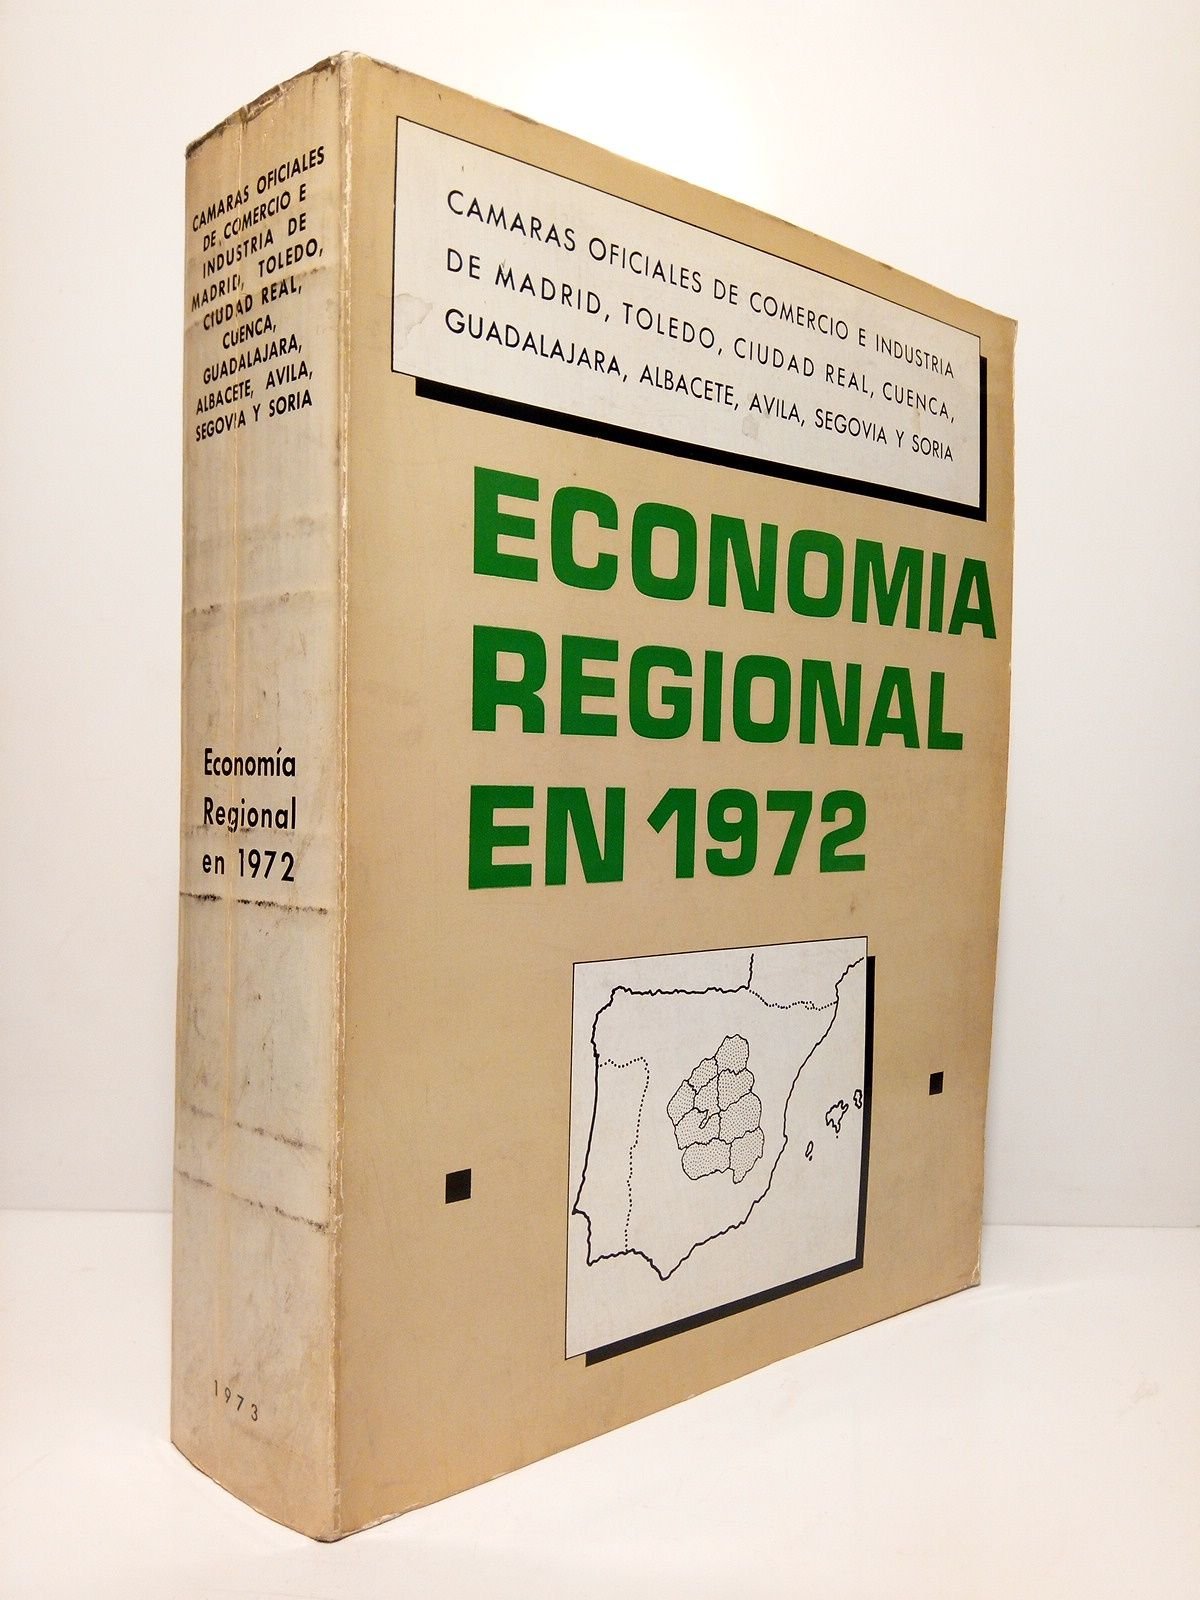 CAMARAS OFICIALES
DE COMERCIO E
INDUSTRIA DE
MADRID, TOLEDO,
CIUDAD REAL,
CUENCA,
GUADALAJARA,
ALBACETE, AVILA,
SEGOVIA Y SORIA
Economía
Regional
en 1972
1973
CAMARAS OFICIALES DE COMERCIO E INDUSTRIA
DE MADRID, TOLEDO, CIUDAD REAL, CUENCA,
GUADALAJARA, ALBACETE, AVILA, SEGOVIA Y SORIA
ECONOMIA
REGIONAL
EN 1972